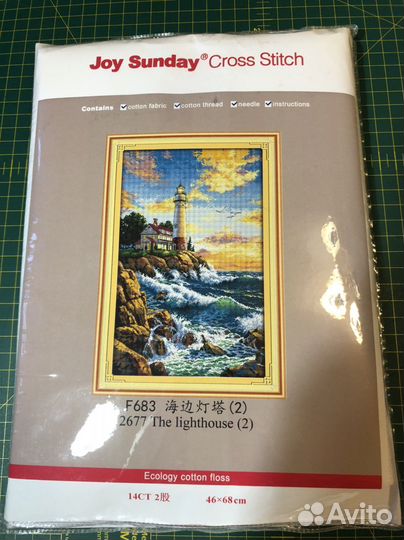 Joy Sunday® Cross Stitch
Contains cotton fabric cotton thread needle instructions
F683 海边灯塔(2)
2677 The lighthouse (2)
Ecology cotton floss
14CT 2股 46×68cm
Avito